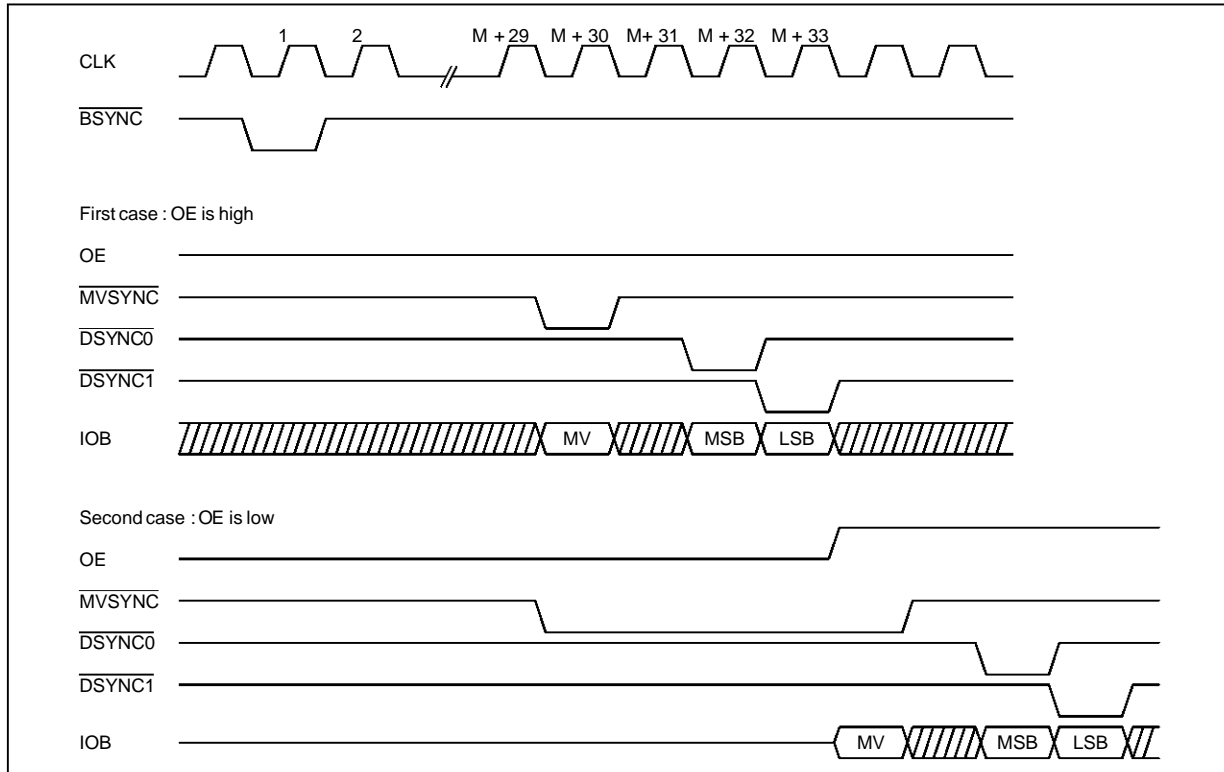 1 2 M + 29 M + 30 M+ 31 M + 32 M + 33
CLK
BSYNC
First case : OE is high
OE
MVSYNC
DSYNC0
DSYNC1
IOB MV MSB LSB
Second case : OE is low
OE
MVSYNC
DSYNC0
DSYNC1
IOB MV MSB LSB